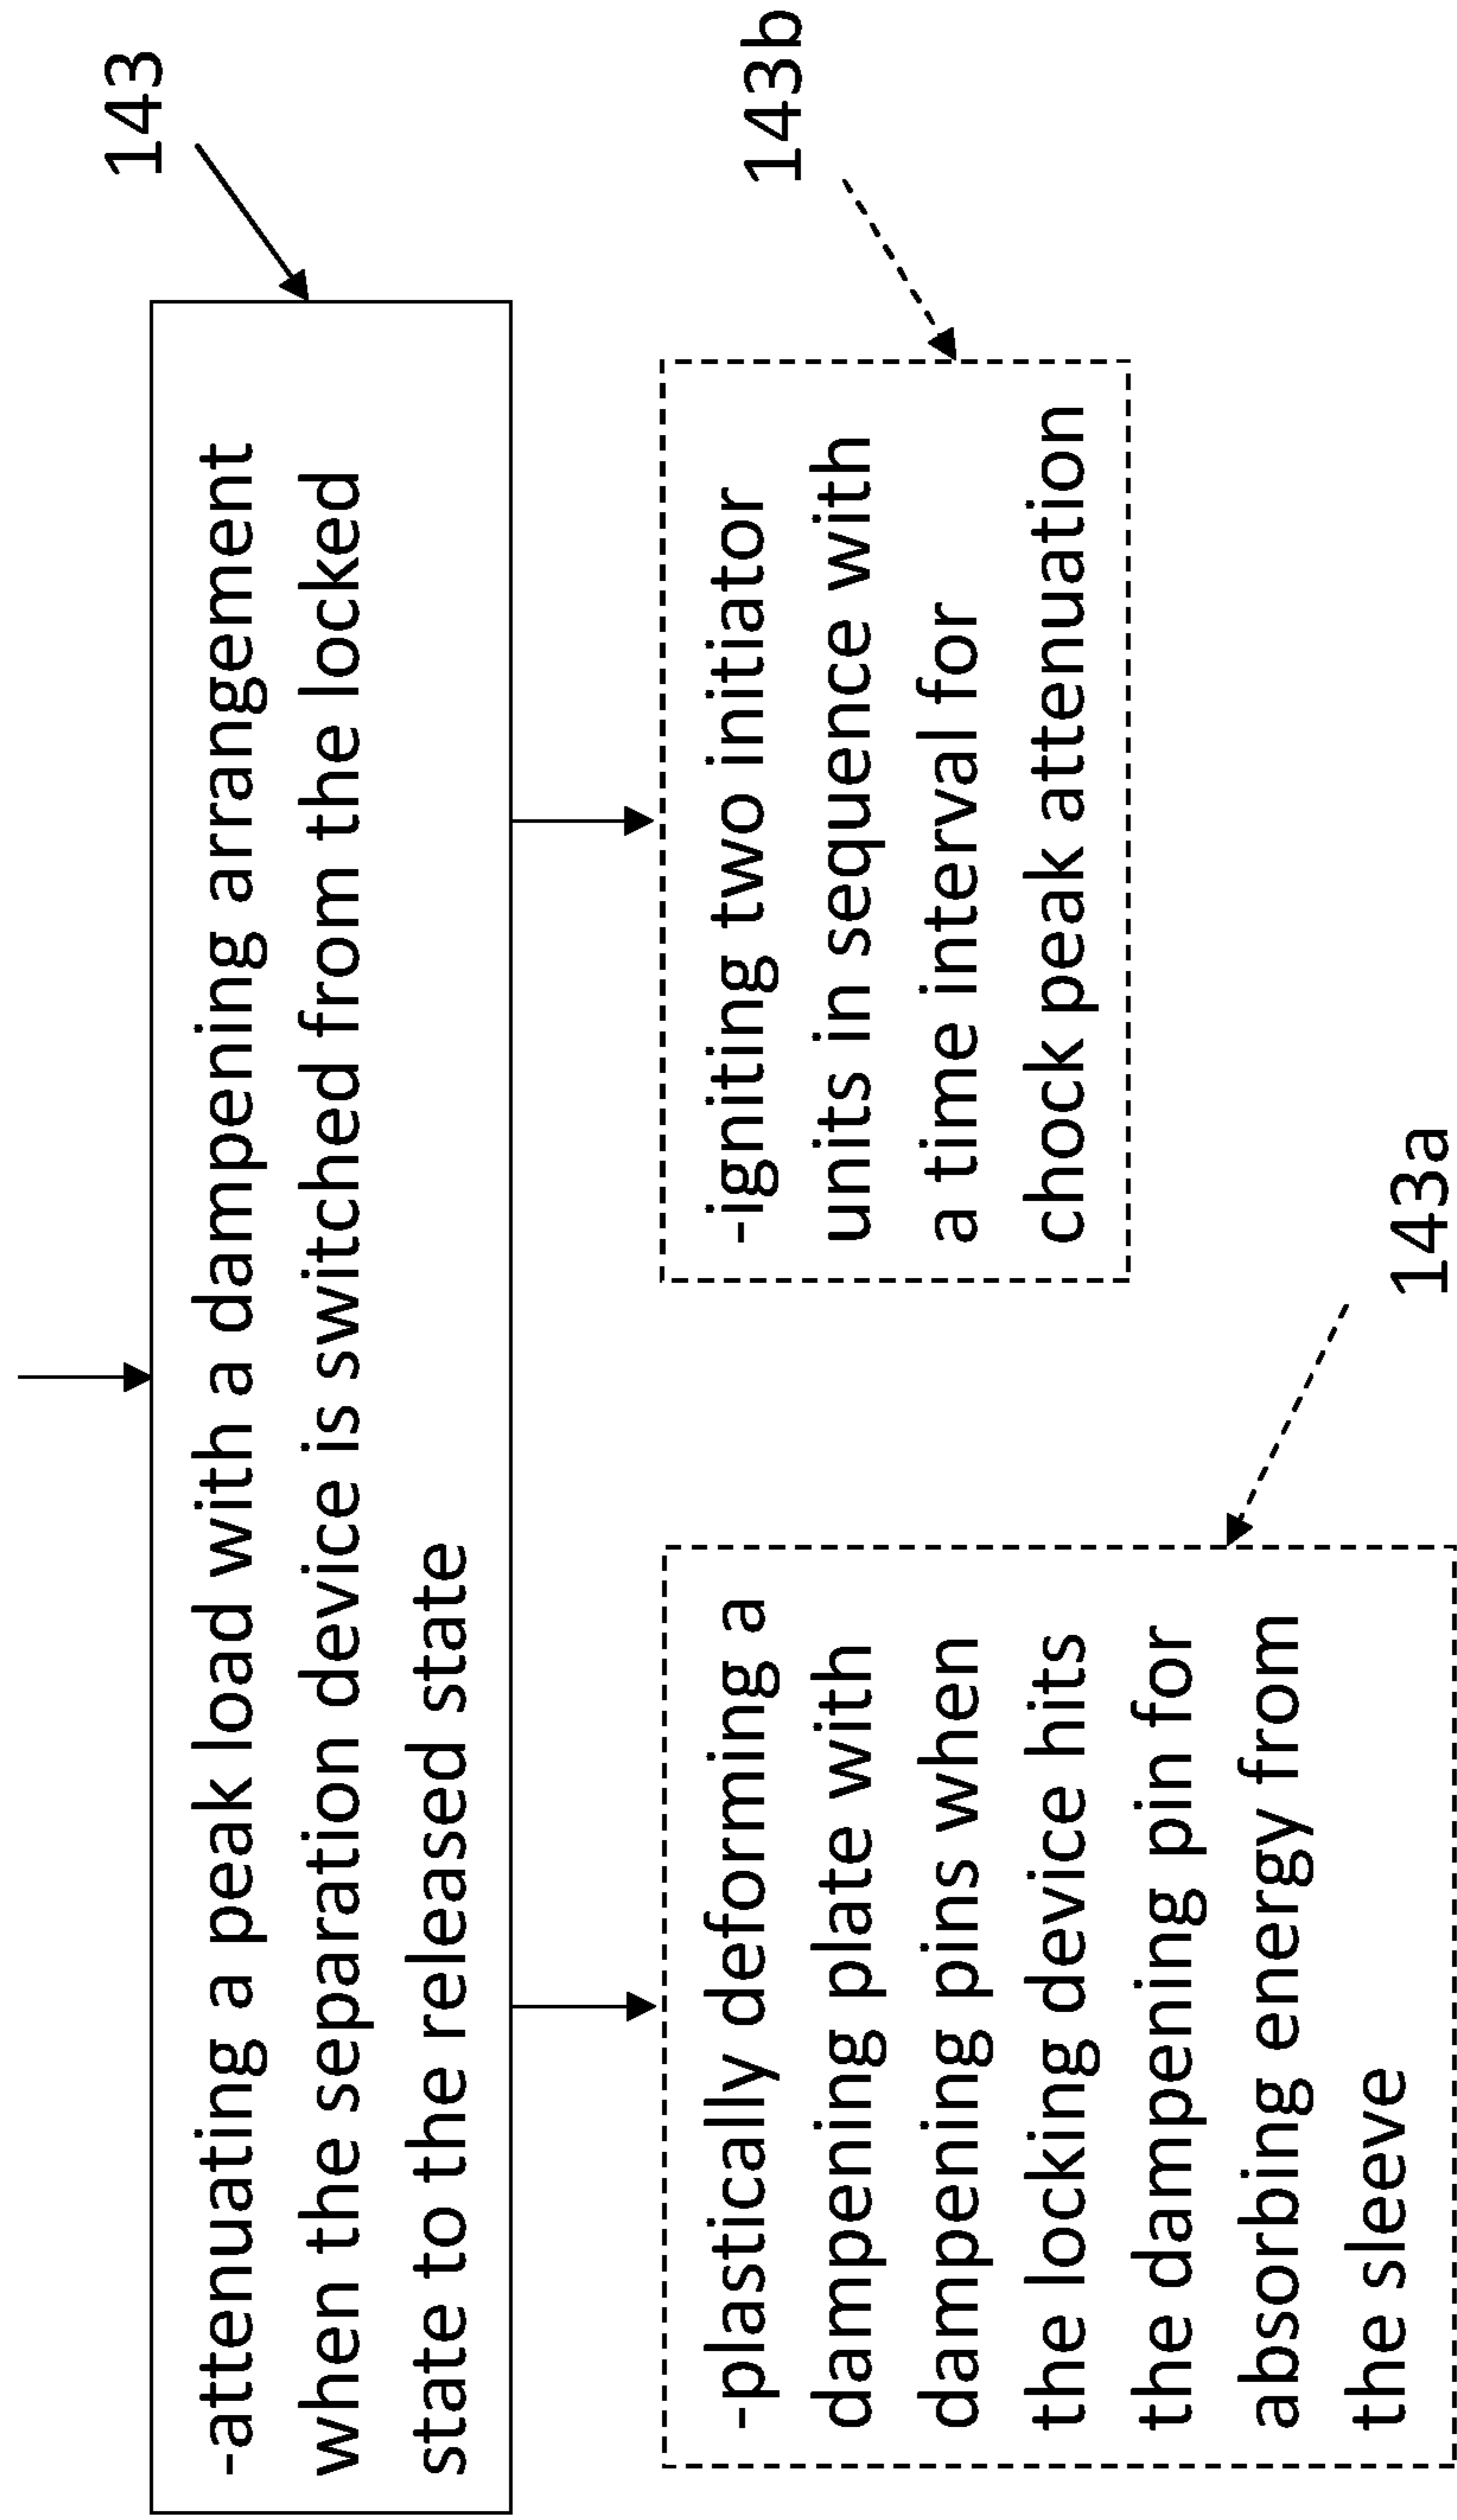 143
-attenuating a peak load with a dampening arrangement
when the separation device is switched from the locked
state to the released state
143b
-igniting two initiator
units in sequence with
a time interval for
chock peak attenuation
143a
-plastically deforming a
dampening plate with
dampening pins when
the locking device hits
the dampening pin for
absorbing energy from
the sleeve